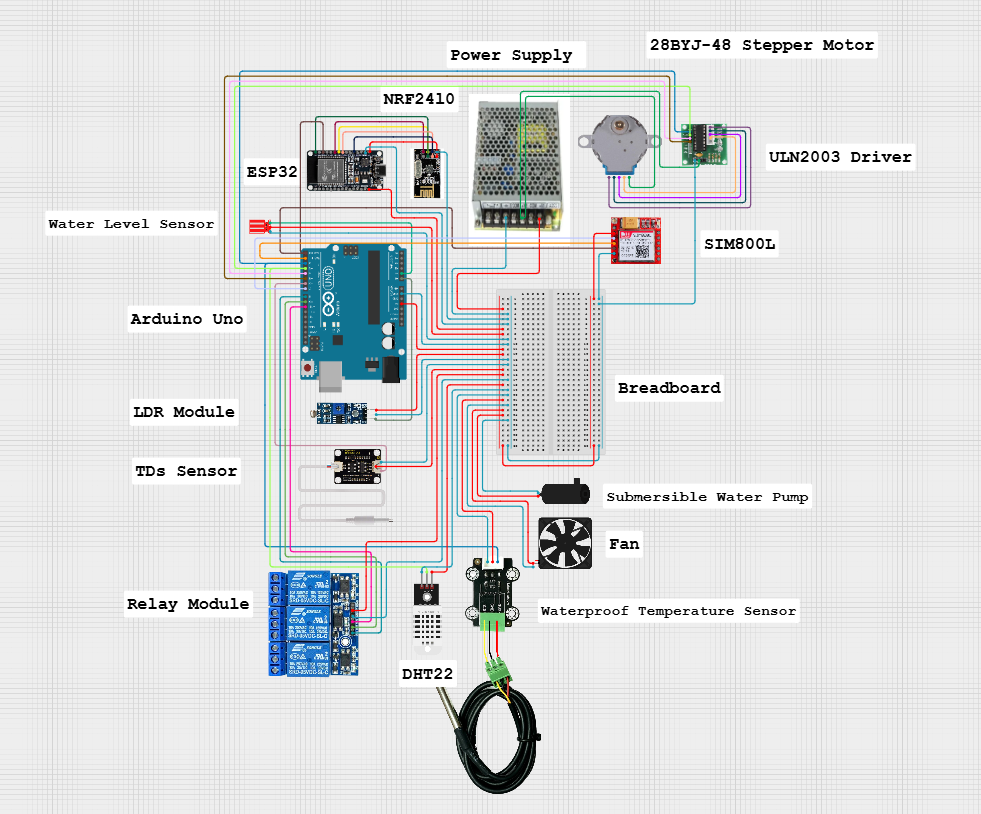 28BYJ-48 Stepper Motor
Power Supply
NRF24l0
ULN2003 Driver
ESP32
Water Level Sensor
SIM800L
UNO
Arduino Uno
Breadboard
LDR Module
TDs Sensor
Submersible Water Pump
Fan
Relay Module
Waterproof Temperature Sensor
DHT22